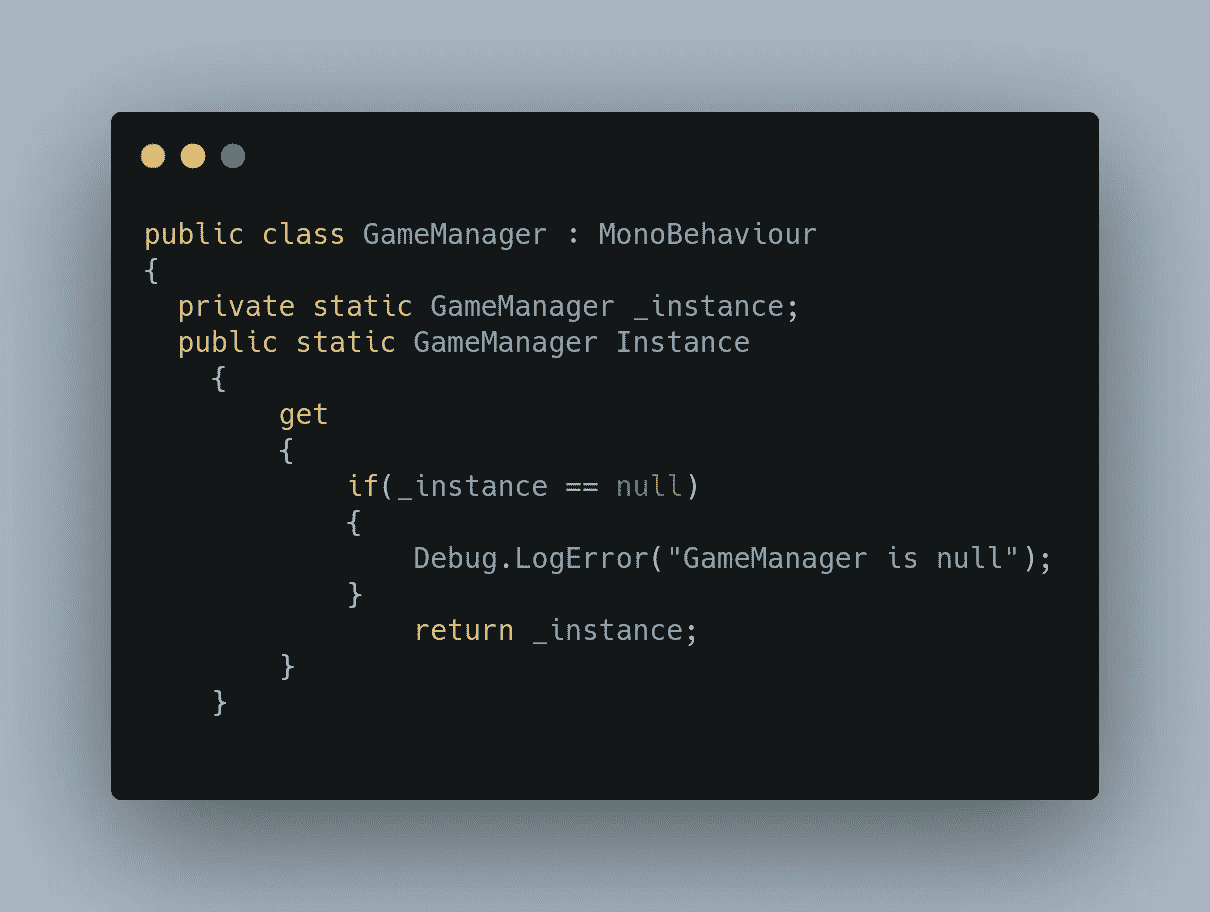 public class GameManager : MonoBehaviour
{
  private static GameManager _instance;
  public static GameManager Instance
    {
        get
        {
            if(_instance == null)
            {
                Debug.LogError("GameManager is null");
            }
                return _instance;
        }
    }